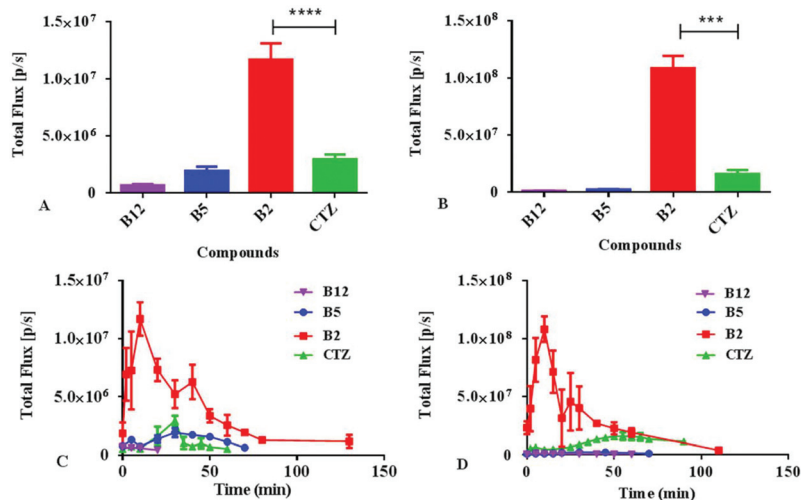 ****
1.5×10⁷
1.0×10⁷
5.0×10⁶
0
Total Flux [p/s]
B12
B5
B2
CTZ
Compounds
A
***
1.5×10⁸
1.0×10⁸
5.0×10⁷
0
Total Flux [p/s]
B12
B5
B2
CTZ
Compounds
B
1.5×10⁷
1.0×10⁷
5.0×10⁶
0
Total Flux [p/s]
B12
B5
B2
CTZ
C
0
50
100
150
Time (min)
1.5×10⁸
1.0×10⁸
5.0×10⁷
0
Total Flux [p/s]
B12
B5
B2
CTZ
D
0
50
100
150
Time (min)